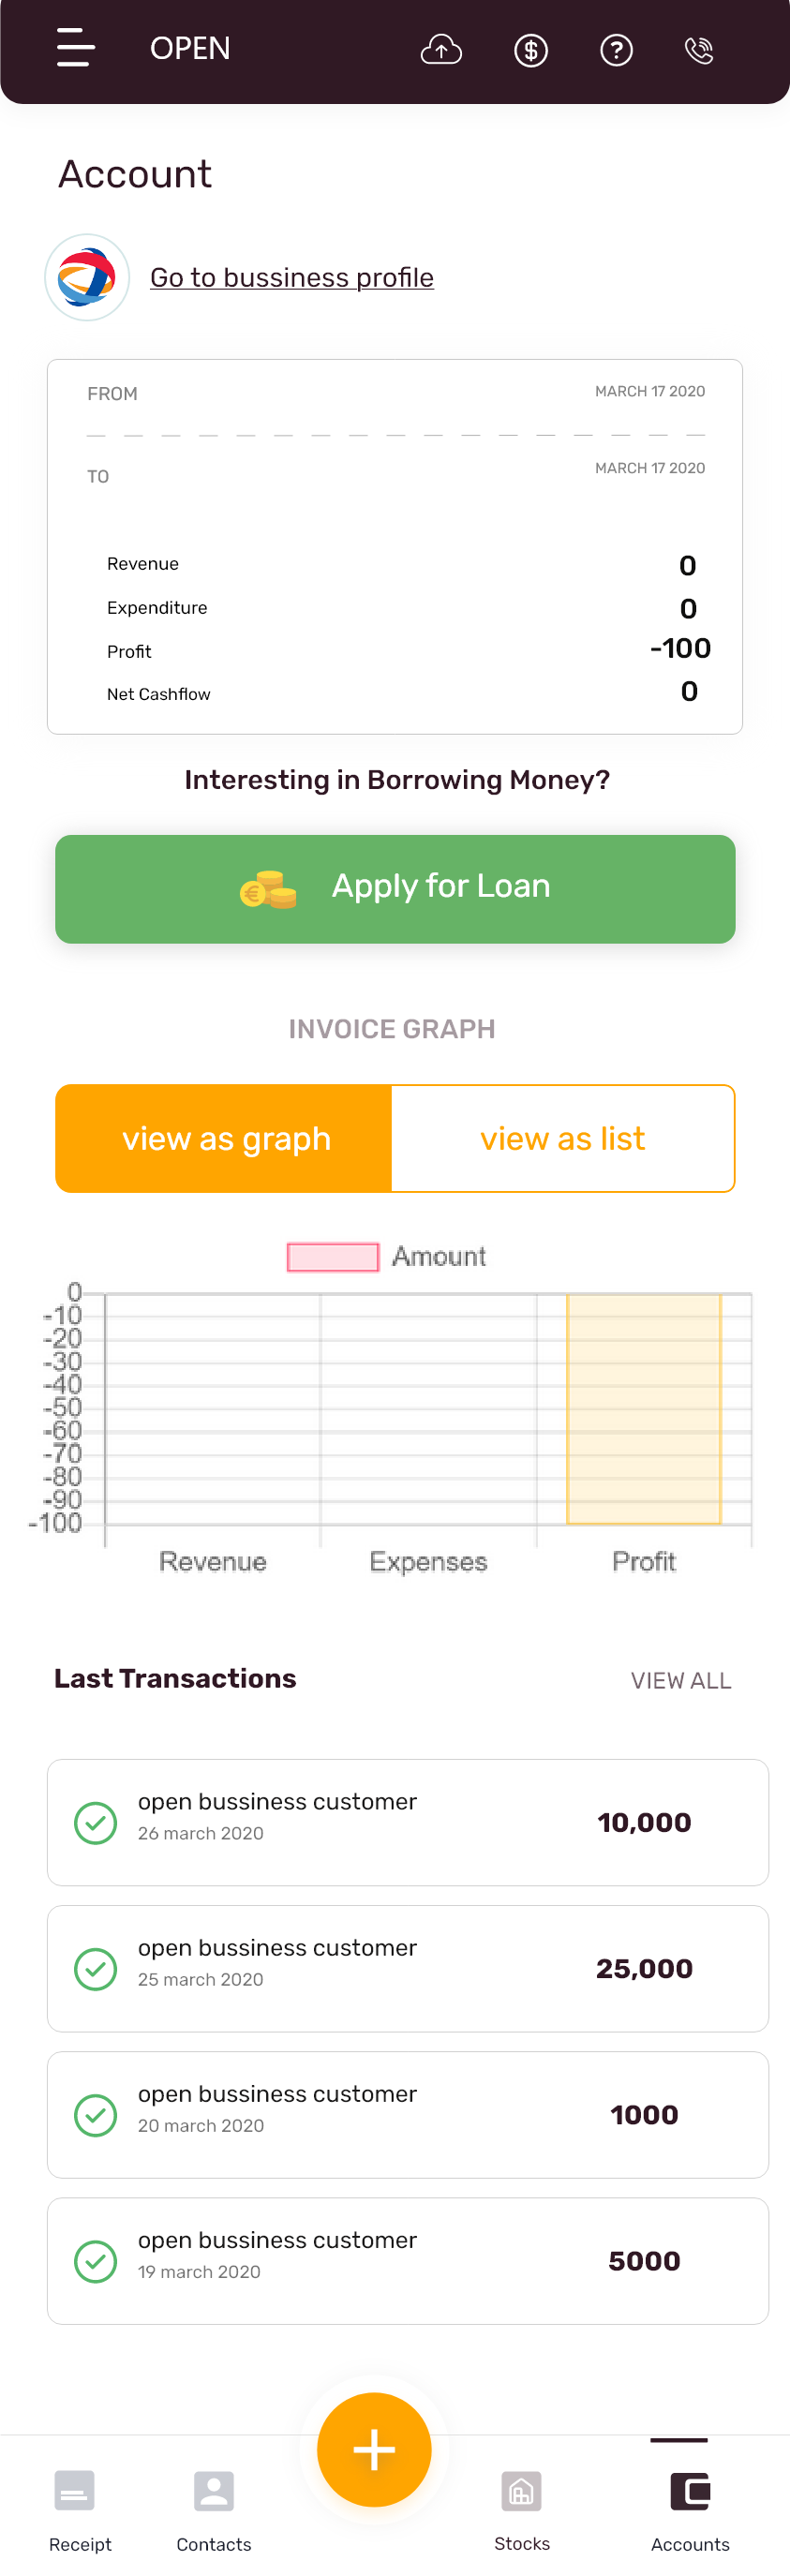 OPEN
Account
Go to bussiness profile
FROM MARCH 17 2020
TO MARCH 17 2020
Revenue 0
Expenditure 0
Profit -100
Net Cashflow 0
Interesting in Borrowing Money?
Apply for Loan
INVOICE GRAPH
view as graph view as list
Amount
0
-10
-20
-30
-40
-50
-60
-70
-80
-90
-100
Revenue Expenses Profit
Last Transactions VIEW ALL
open bussiness customer
26 march 2020
10,000
open bussiness customer
25 march 2020
25,000
open bussiness customer
20 march 2020
1000
open bussiness customer
19 march 2020
5000
Receipt Contacts Stocks Accounts